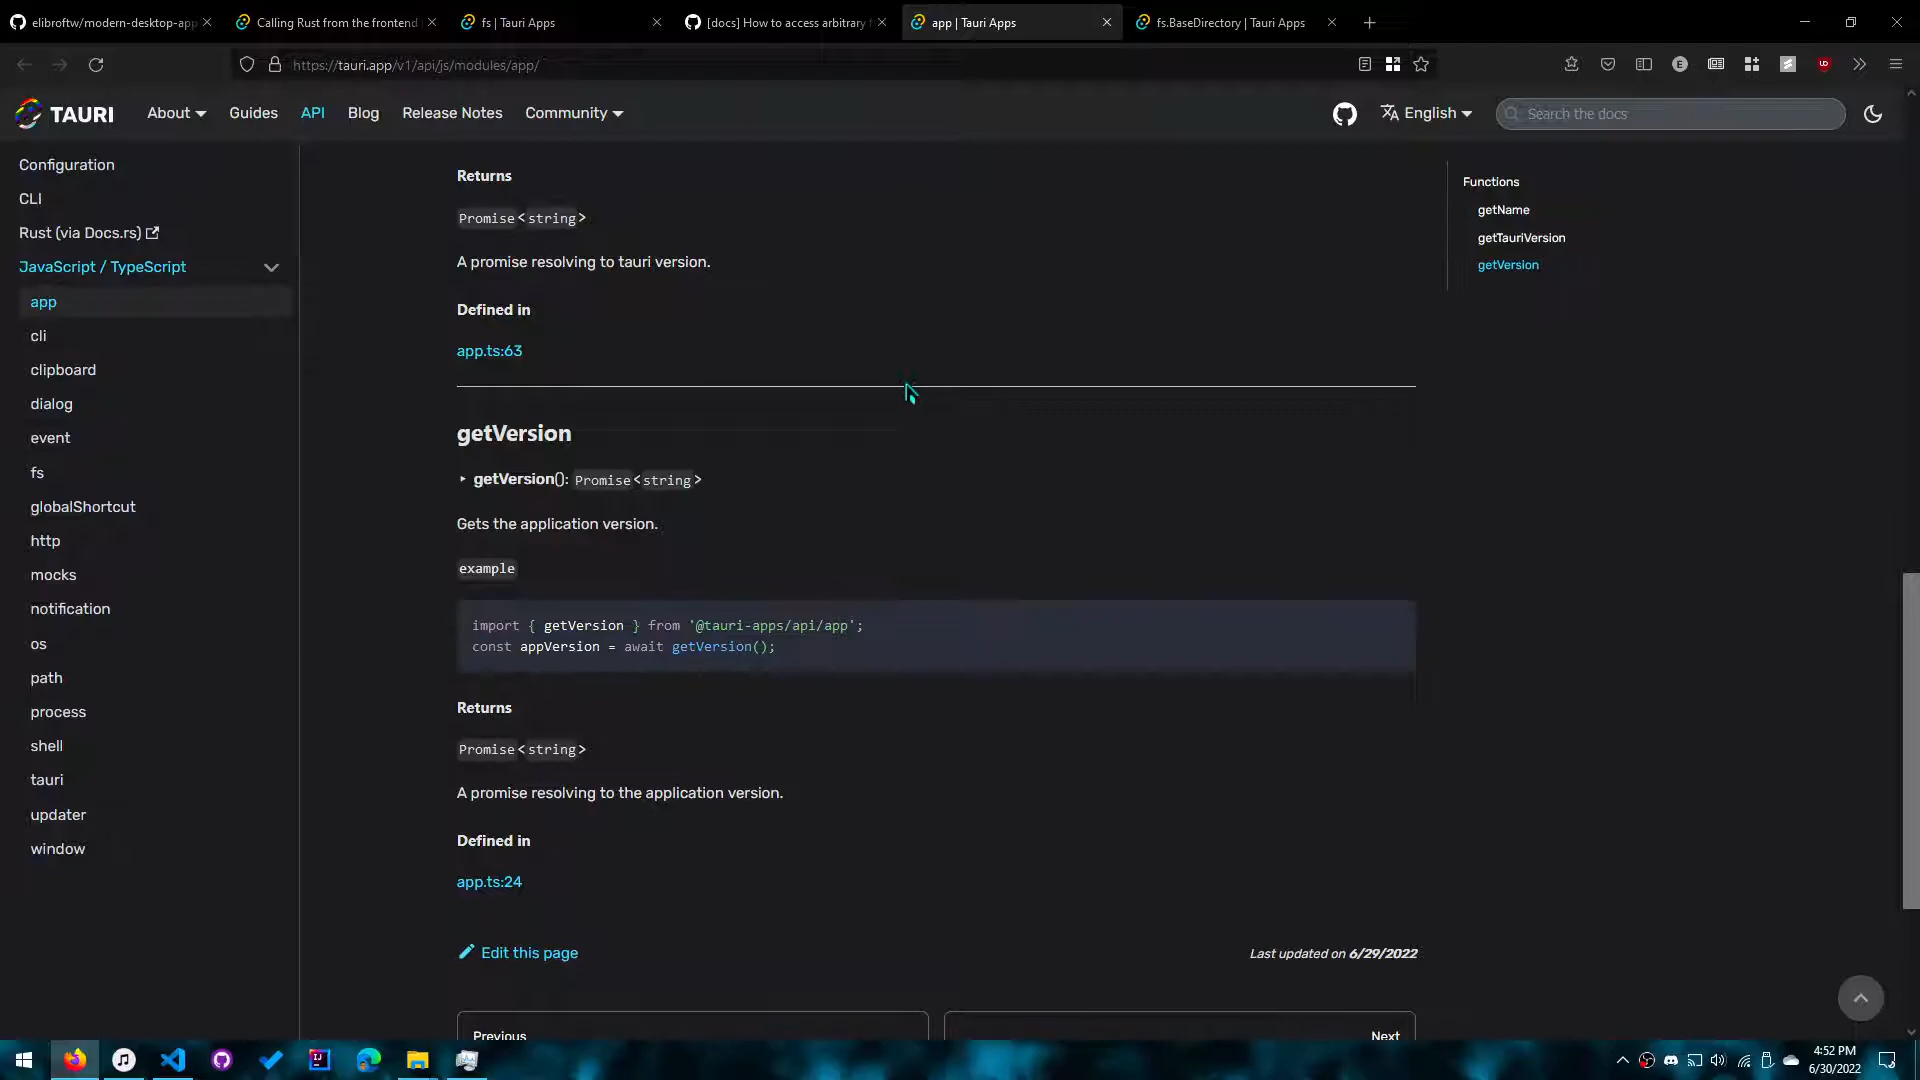 elibroftw/modern-desktop-app
Calling Rust from the frontend
fs | Tauri Apps
[docs] How to access arbitrary f
app | Tauri Apps
fs.BaseDirectory | Tauri Apps
https://tauri.app/v1/api/js/modules/app/
TAURI
About
Guides
API
Blog
Release Notes
Community
English
Search the docs
Configuration
CLI
Rust (via Docs.rs)
JavaScript / TypeScript
app
cli
clipboard
dialog
event
fs
globalShortcut
http
mocks
notification
os
path
process
shell
tauri
updater
window
Returns
Promise<string>
A promise resolving to tauri version.
Defined in
app.ts:63
getVersion
getVersion(): Promise<string>
Gets the application version.
example
import { getVersion } from '@tauri-apps/api/app';
const appVersion = await getVersion();
Returns
Promise<string>
A promise resolving to the application version.
Defined in
app.ts:24
Edit this page
Last updated on 6/29/2022
Previous
Next
Functions
getName
getTauriVersion
getVersion
4:52 PM
6/30/2022